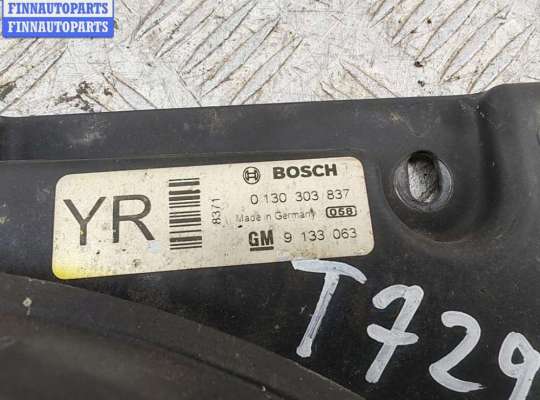 FINNAUTOPARTS
FINNAUTOPARTS
YR
8371
BOSCH
0 130 303 837
Made in Germany 058
GM 9 133 063
T729